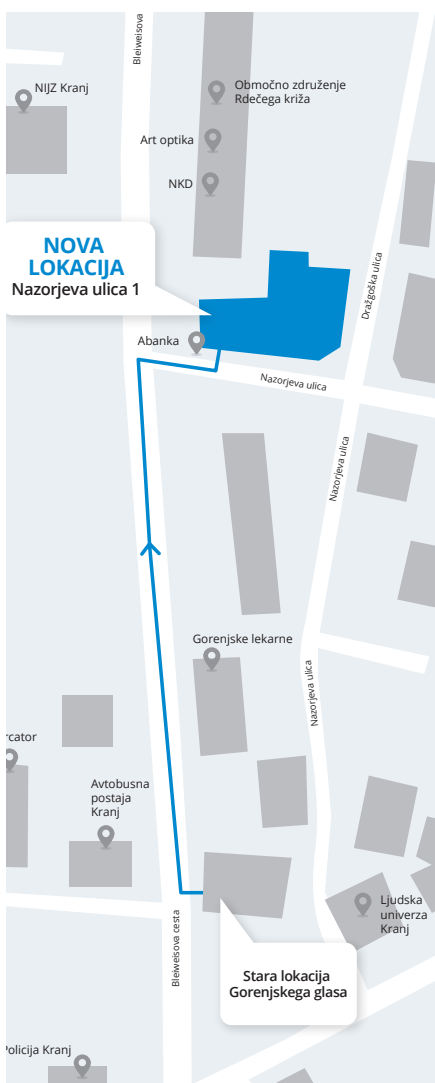 Bleiweisova
NIJZ Kranj
Območno združenje
Rdečega križa
Art optika
NKD
NOVA
LOKACIJA
Nazorjeva ulica 1
Dražgoška ulica
Abanka
Nazorjeva ulica
Nazorjeva ulica
Gorenjske lekarne
Nazorjeva ulica
rcator
Avtobusna
postaja
Kranj
Ljudska
univerza
Kranj
Bleiweisova cesta
Stara lokacija
Gorenjskega glasa
Policija Kranj